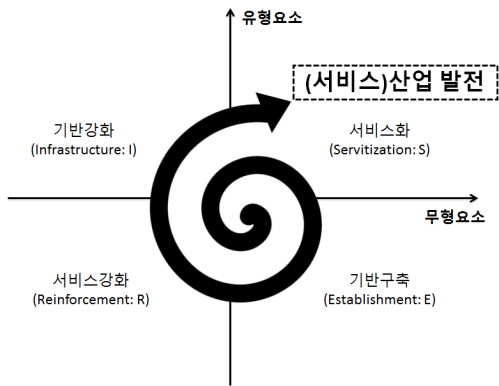 유형요소
(서비스)산업 발전
기반강화
(Infrastructure: I)
서비스화
(Servitization: S)
무형요소
서비스강화
(Reinforcement: R)
기반구축
(Establishment: E)